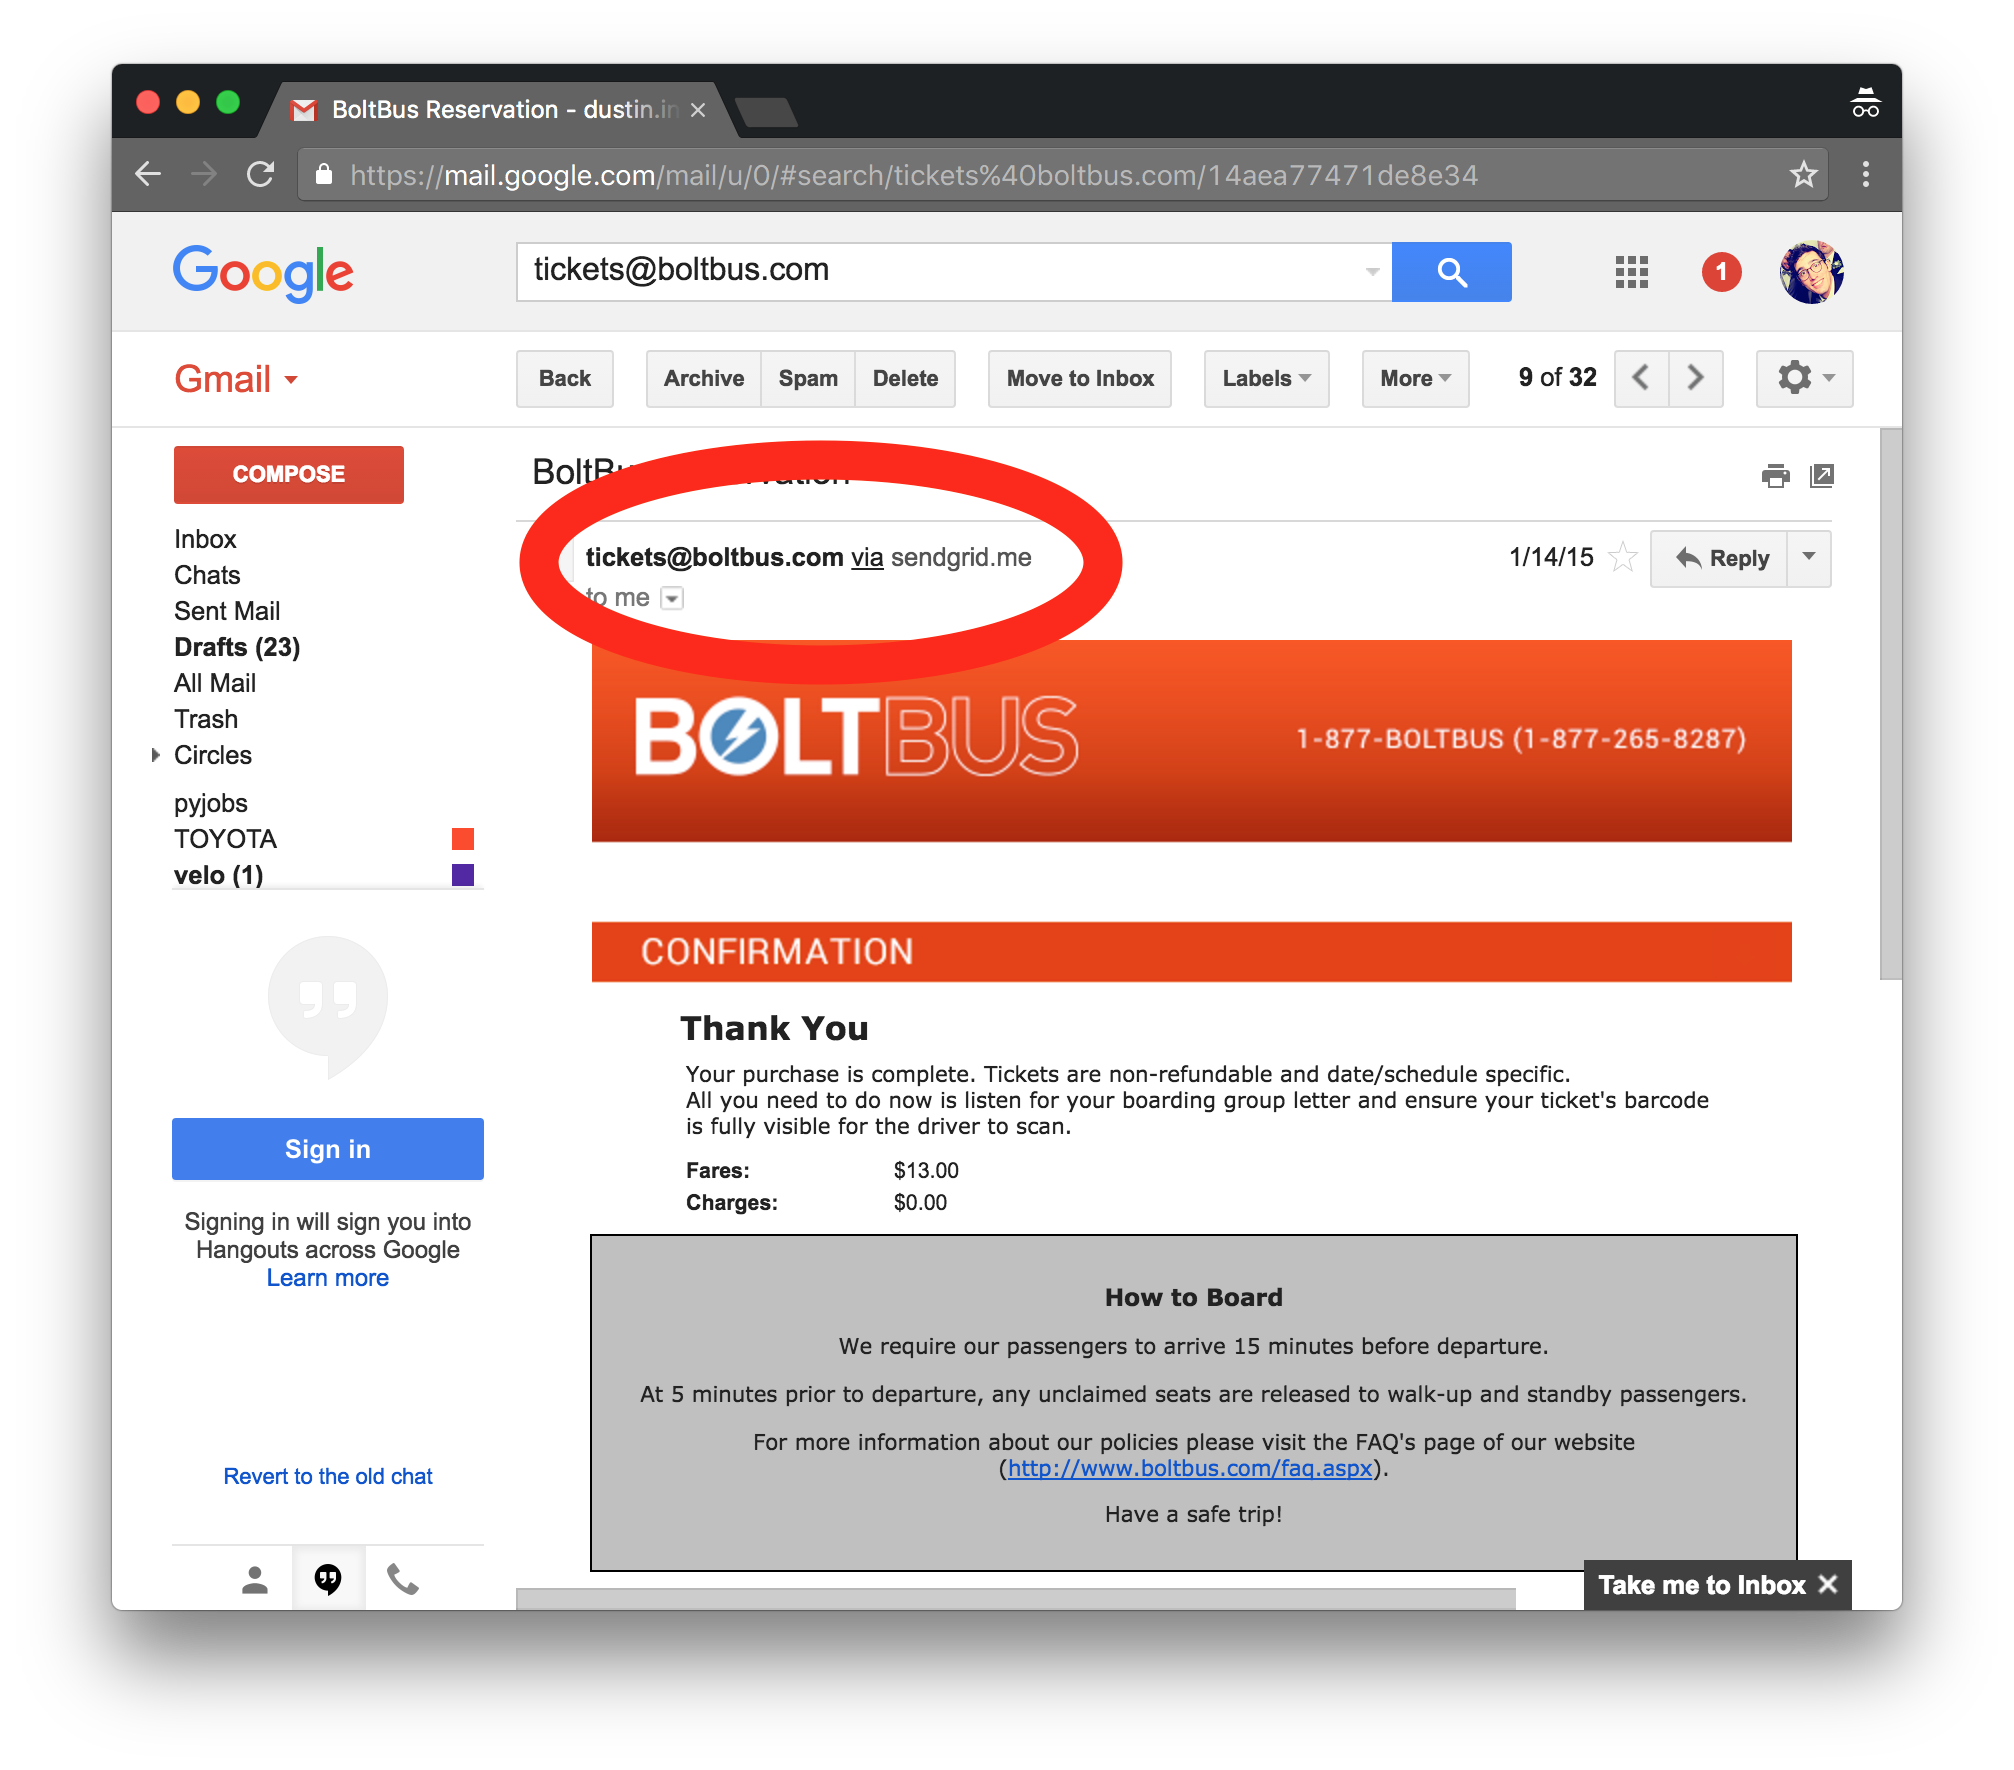 BoltBus Reservation - dustin.in
https://mail.google.com/mail/u/0/#search/tickets%40boltbus.com/14aea77471de8e34
Google
tickets@boltbus.com
1
Gmail
Back
Archive
Spam
Delete
Move to Inbox
Labels
More
9 of 32
COMPOSE
Inbox
Chats
Sent Mail
Drafts (23)
All Mail
Trash
Circles
pyjobs
TOYOTA
velo (1)
Sign in
Signing in will sign you into
Hangouts across Google
Learn more
Revert to the old chat
BoltBus Reservation
tickets@boltbus.com via sendgrid.me
to me
1/14/15
Reply
BOLTBUS
1-877-BOLTBUS (1-877-265-8287)
CONFIRMATION
Thank You
Your purchase is complete. Tickets are non-refundable and date/schedule specific.
All you need to do now is listen for your boarding group letter and ensure your ticket's barcode
is fully visible for the driver to scan.
Fares: $13.00
Charges: $0.00
How to Board
We require our passengers to arrive 15 minutes before departure.
At 5 minutes prior to departure, any unclaimed seats are released to walk-up and standby passengers.
For more information about our policies please visit the FAQ's page of our website
(http://www.boltbus.com/faq.aspx).
Have a safe trip!
Take me to Inbox